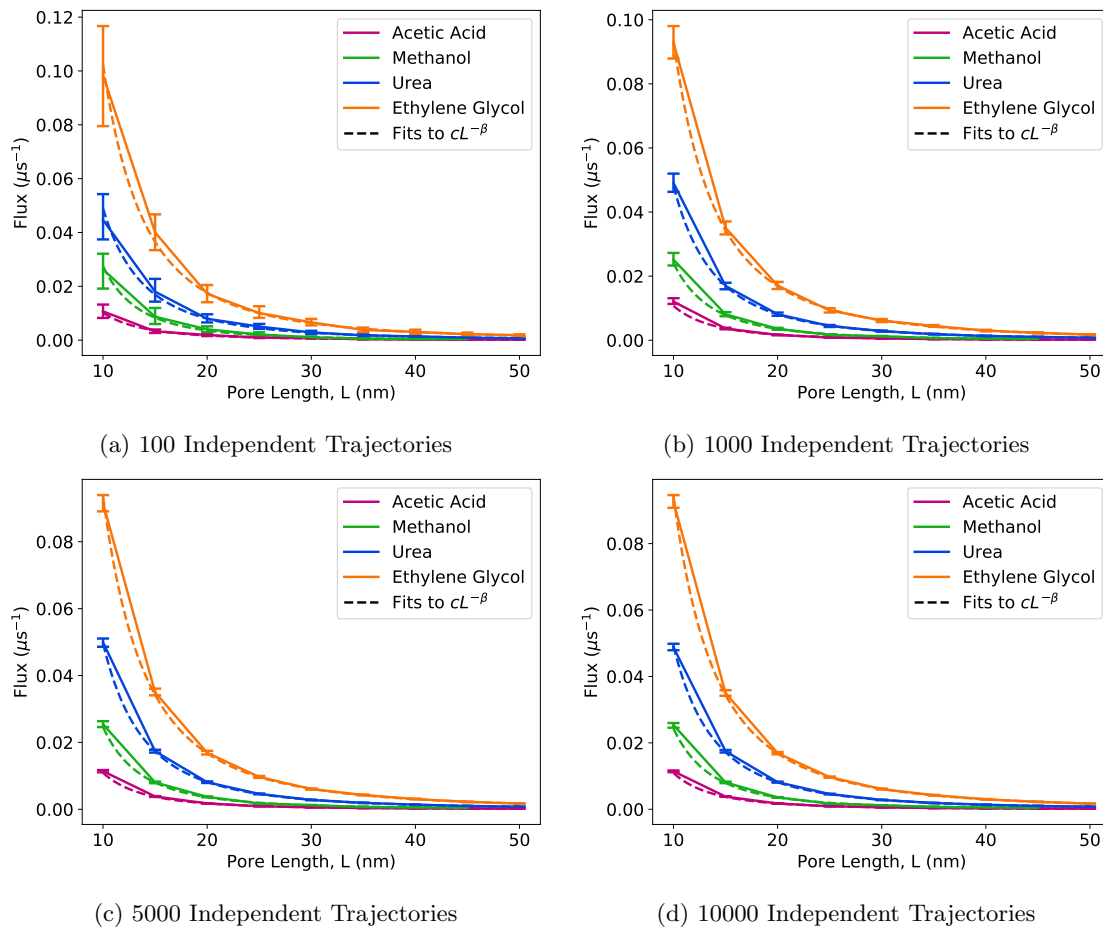 0.12
0.10
0.08
0.06
0.04
0.02
0.00
Flux (μs⁻¹)
10 20 30 40 50
Pore Length, L (nm)
Acetic Acid
Methanol
Urea
Ethylene Glycol
Fits to cL⁻ᵝ
(a) 100 Independent Trajectories
0.10
0.08
0.06
0.04
0.02
0.00
Flux (μs⁻¹)
10 20 30 40 50
Pore Length, L (nm)
Acetic Acid
Methanol
Urea
Ethylene Glycol
Fits to cL⁻ᵝ
(b) 1000 Independent Trajectories
0.08
0.06
0.04
0.02
0.00
Flux (μs⁻¹)
10 20 30 40 50
Pore Length, L (nm)
Acetic Acid
Methanol
Urea
Ethylene Glycol
Fits to cL⁻ᵝ
(c) 5000 Independent Trajectories
0.08
0.06
0.04
0.02
0.00
Flux (μs⁻¹)
10 20 30 40 50
Pore Length, L (nm)
Acetic Acid
Methanol
Urea
Ethylene Glycol
Fits to cL⁻ᵝ
(d) 10000 Independent Trajectories